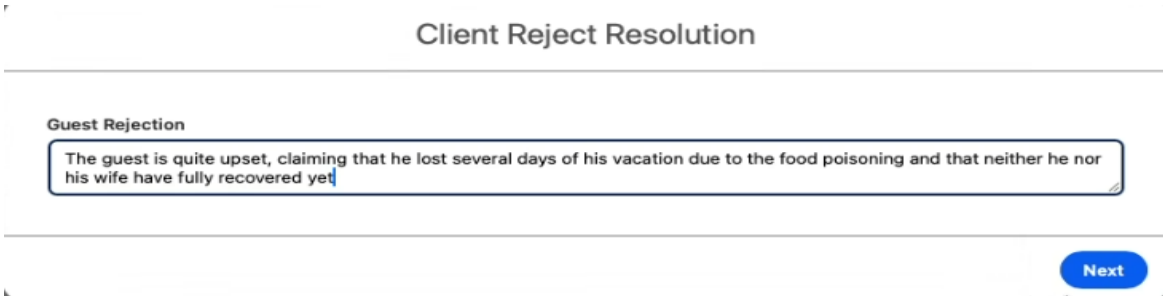 Client Reject Resolution
Guest Rejection
The guest is quite upset, claiming that he lost several days of his vacation due to the food poisoning and that neither he nor
his wife have fully recovered yet
Next